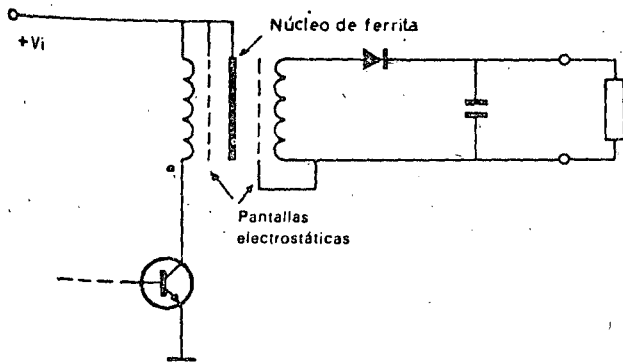 Núcleo de ferrita
+Vi
Pantallas
electrostáticas